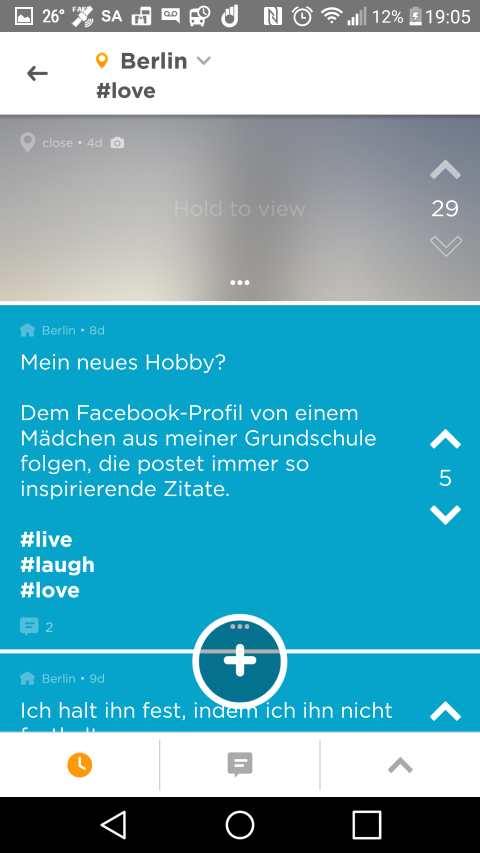 26° FAKE SA 12% 19:05
Berlin
#love
close • 4d
Hold to view
29
Berlin • 8d
Mein neues Hobby?
Dem Facebook-Profil von einem
Mädchen aus meiner Grundschule
folgen, die postet immer so
inspirierende Zitate.
5
#live
#laugh
#love
2
Berlin • 9d
Ich halt ihn fest, indem ich ihn nicht